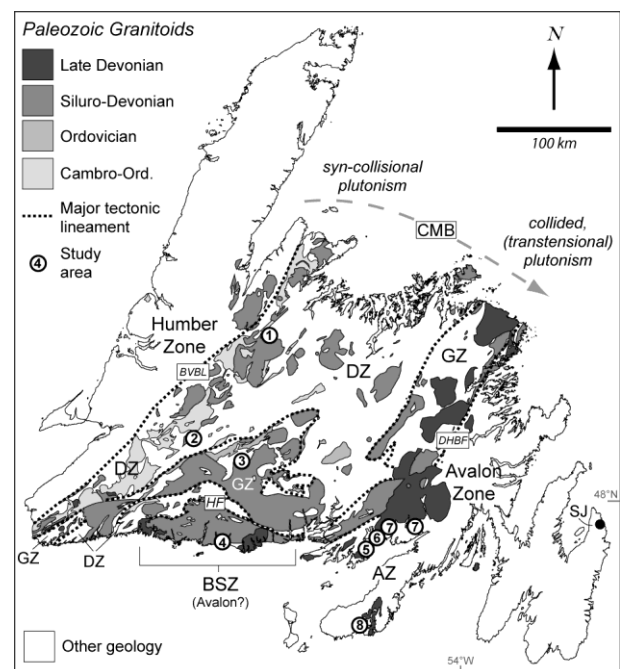 Paleozoic Granitoids
Late Devonian
Siluro-Devonian
Ordovician
Cambro-Ord.
Major tectonic
lineament
4 Study
area
N
100 km
syn-collisional
plutonism
CMB
collided,
(transtensional)
plutonism
Humber
Zone
1
BVBL
DZ
GZ
2
DHBF
DZ
3
GZ
Avalon
Zone
48°N
SJ
HF
4
7
7
6
5
GZ
DZ
AZ
BSZ
(Avalon?)
8
Other geology
54°W